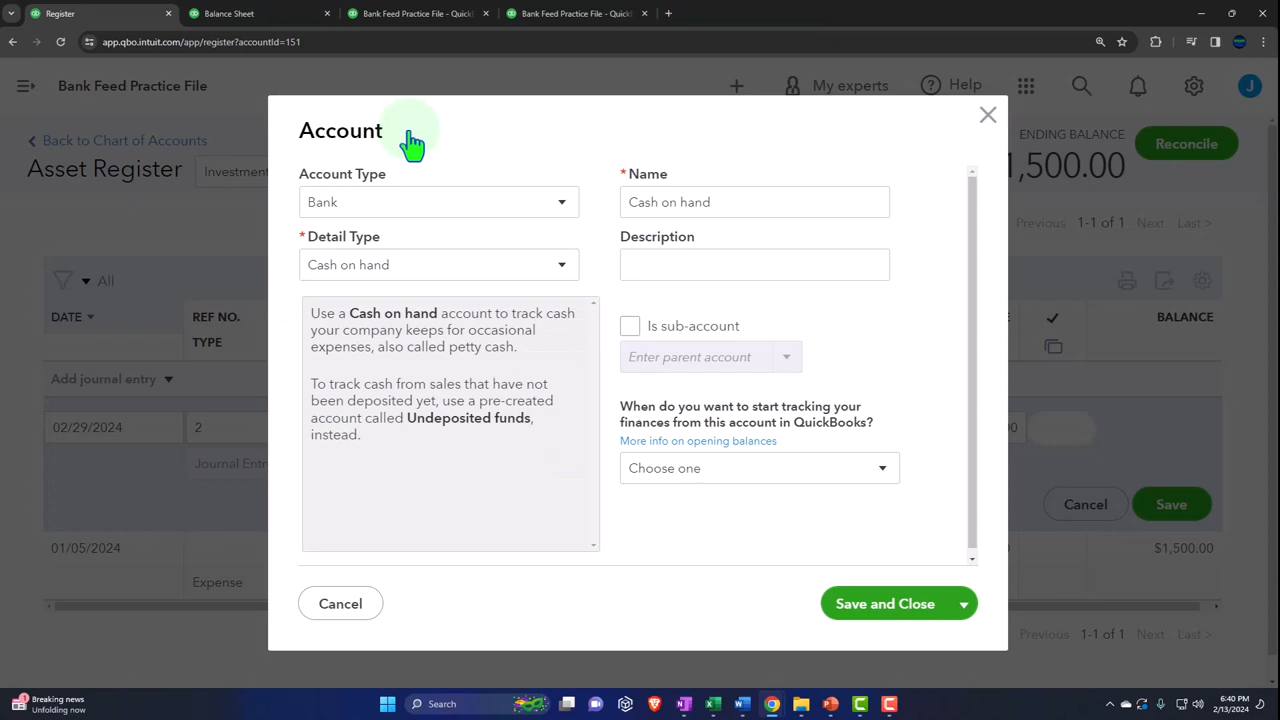 Register
Balance Sheet
Bank Feed Practice File - QuickB
Bank Feed Practice File - QuickB
app.qbo.intuit.com/app/register?accountId=151
Bank Feed Practice File
My experts
Help
J
Back to Chart of Accounts
Asset Register
Investment
ENDING BALANCE
1,500.00
Reconcile
Previous 1-1 of 1 Next Last >
All
DATE
REF NO.
TYPE
BALANCE
Add journal entry
02/29/2024
2
00
Journal Entr
Cancel
Save
01/05/2024
0
$1,500.00
Expense
Previous 1-1 of 1 Next Last >
Account
Account Type
Bank
* Detail Type
Cash on hand
Use a Cash on hand account to track cash
your company keeps for occasional
expenses, also called petty cash.
To track cash from sales that have not
been deposited yet, use a pre-created
account called Undeposited funds,
instead.
* Name
Cash on hand
Description
Is sub-account
Enter parent account
When do you want to start tracking your
finances from this account in QuickBooks?
More info on opening balances
Choose one
Cancel
Save and Close
1
Breaking news
Unfolding now
Search
6:40 PM
2/13/2024